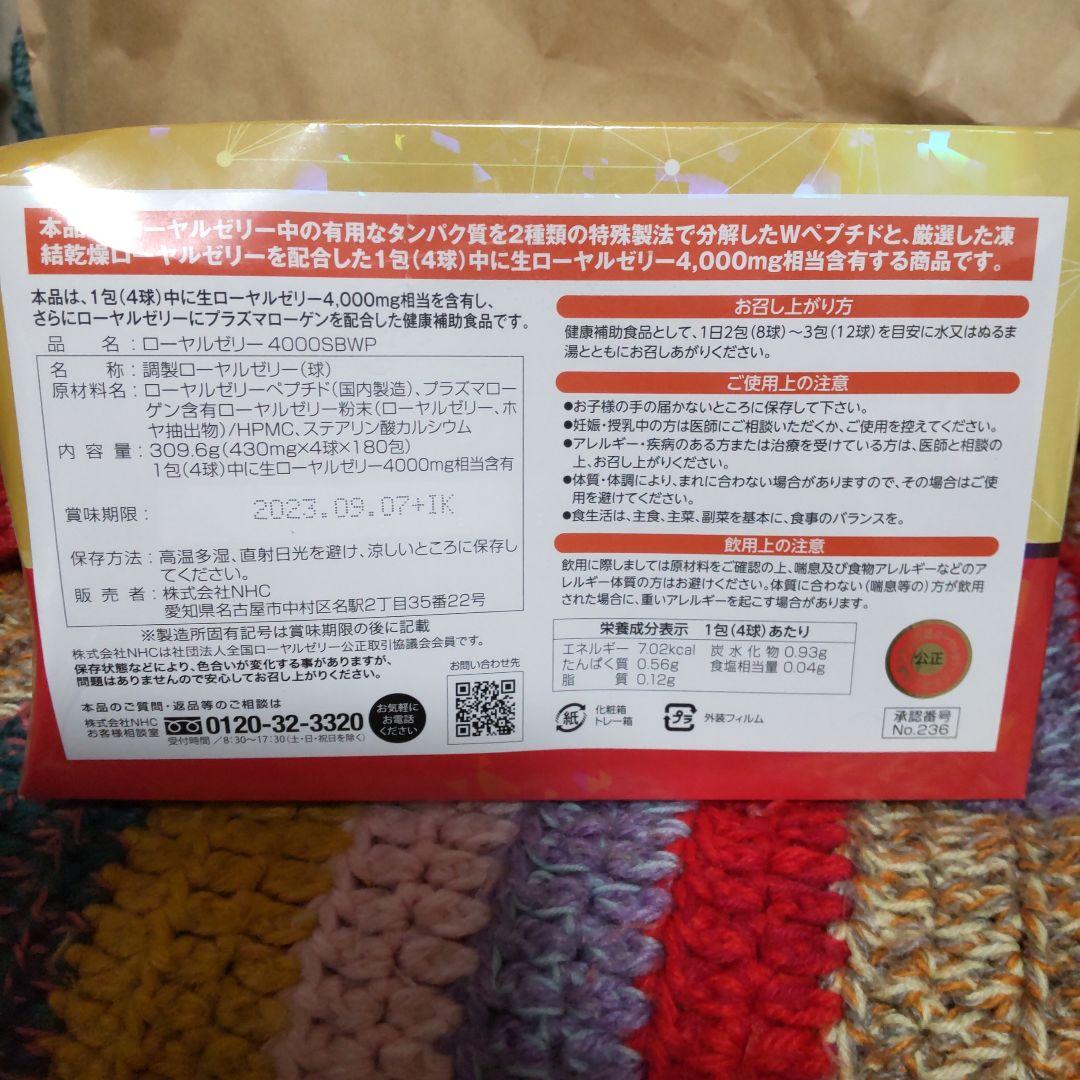 本品 ーヤルゼリー中の有用なタンパク質を2種類の特殊製法で分解したWペプチドと、厳選した凍
結乾燥ローヤルゼリーを配合した1包(4球)中に生ローヤルゼリー4,000mg相当含有する商品です。
本品は、1包(4球)中に生ローヤルゼリー4,000mg相当を含有し、
さらにローヤルゼリーにプラズマローゲンを配合した健康補助食品です。
品 名:ローヤルゼリー4000SBWP
名 称:調製ローヤルゼリー(球)
原材料名:ローヤルゼリーペプチド(国内製造)、プラズマロー
ゲン含有ローヤルゼリー粉末(ローヤルゼリー、ホ
ヤ抽出物)/HPMC、ステアリン酸カルシウム
内容量:309.6g(430mg×4球×180包)
1包(4球)中に生ローヤルゼリー4000mg相当含有
賞味期限: 2023.09.07+IK
保存方法:高温多湿、直射日光を避け、涼しいところに保存し
てください。
販売者:株式会社NHC
愛知県名古屋市中村区名駅2丁目35番22号
※製造所固有記号は賞味期限の後に記載
株式会社NHCは社団法人全国ローヤルゼリー公正取引協議会会員です。
保存状態などにより、色合いが変化する事がありますが、
問題はありませんので安心してお召し上がりください。
お問い合わせ先
本品のご質問・返品等のご相談は
株式会社NHC
お客様相談室
0120-32-3320
受付時間/8:30~17:30(土・日・祝日を除く)
お気軽に
お電話
ください
お召し上がり方
健康補助食品として、1日2包(8球)~3包(12球)を目安に水又はぬるま
湯とともにお召しあがりください。
ご使用上の注意
●お子様の手の届かないところに保存して下さい。
●妊娠・授乳中の方は医師にご相談いただくか、ご使用を控えてください。
●アレルギー・疾病のある方または治療を受けている方は、医師と相談の
上、お召し上がりください。
●体質・体調により、まれに合わない場合がありますので、その場合はご使
用を避けてください。
●食生活は、主食、主菜、副菜を基本に、食事のバランスを。
飲用上の注意
飲用に際しましては原材料をご確認の上、喘息及び食物アレルギーなどのア
レルギー体質の方はお避けください。体質に合わない(喘息等の)方が飲用
された場合に、重いアレルギーを起こす場合があります。
栄養成分表示 1包(4球)あたり
エネルギー 7.02kcal 炭水化物 0.93g
たんぱく質 0.56g 食塩相当量 0.04g
脂 質 0.12g
公正
紙
化粧箱
トレー箱
プラ
外装フィルム
承認番号
No.236